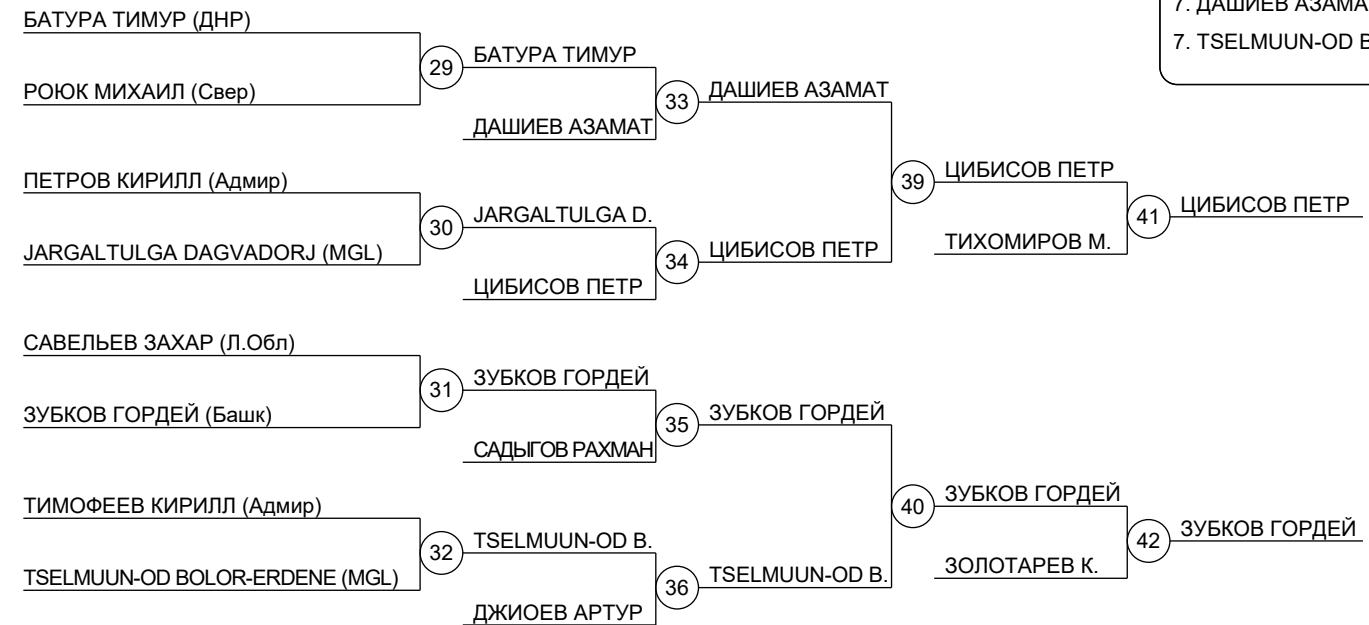 7. ДАШИЕВ АЗАМА
7. TSELMUUN-OD B
БАТУРА ТИМУР (ДНР)
29
БАТУРА ТИМУР
РОЮК МИХАИЛ (Свер)
33
ДАШИЕВ АЗАМАТ
ДАШИЕВ АЗАМАТ
39
ЦИБИСОВ ПЕТР
ПЕТРОВ КИРИЛЛ (Адмир)
41
ЦИБИСОВ ПЕТР
30
JARGALTULGA D.
ТИХОМИРОВ М.
JARGALTULGA DAGVADORJ (MGL)
34
ЦИБИСОВ ПЕТР
ЦИБИСОВ ПЕТР
САВЕЛЬЕВ ЗАХАР (Л.Обл)
31
ЗУБКОВ ГОРДЕЙ
ЗУБКОВ ГОРДЕЙ (Башк)
35
ЗУБКОВ ГОРДЕЙ
САДЫГОВ РАХМАН
40
ЗУБКОВ ГОРДЕЙ
ТИМОФЕЕВ КИРИЛЛ (Адмир)
42
ЗУБКОВ ГОРДЕЙ
32
TSELMUUN-OD B.
ЗОЛОТАРЕВ К.
TSELMUUN-OD BOLOR-ERDENE (MGL)
36
TSELMUUN-OD B.
ДЖИОЕВ АРТУР